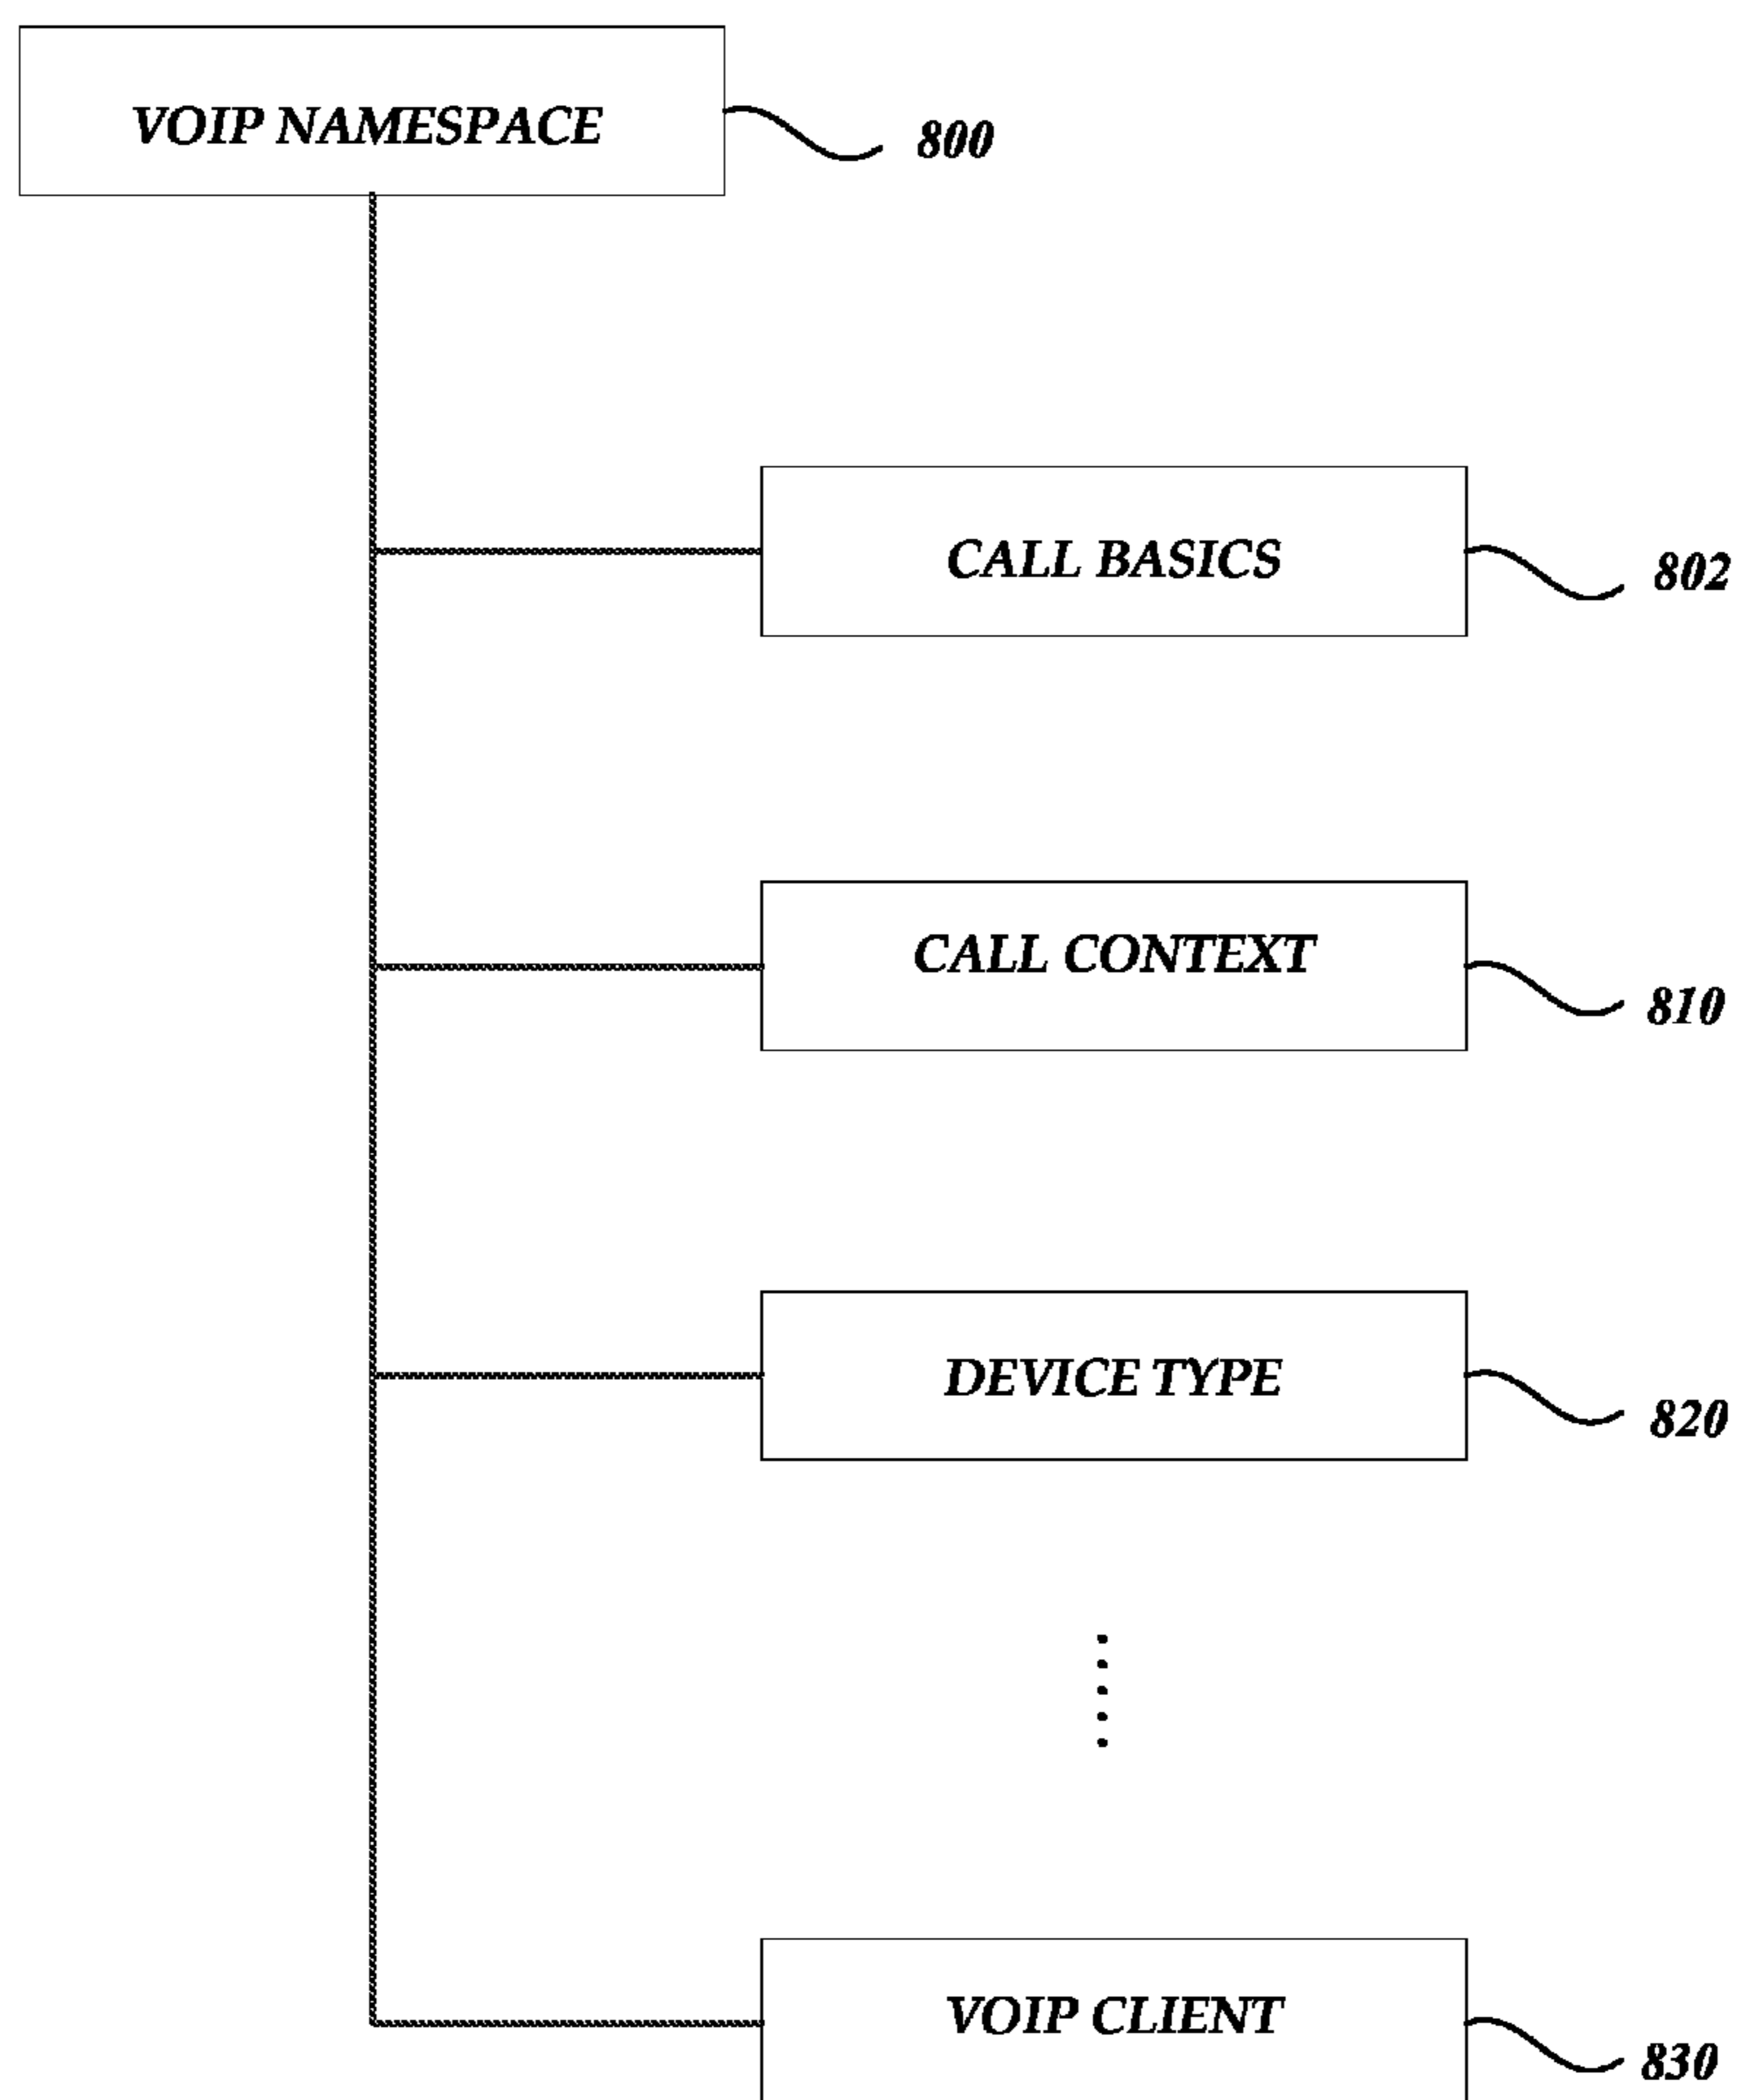 VOIP NAMESPACE
800
CALL BASICS
802
CALL CONTEXT
810
DEVICE TYPE
820
VOIP CLIENT
830